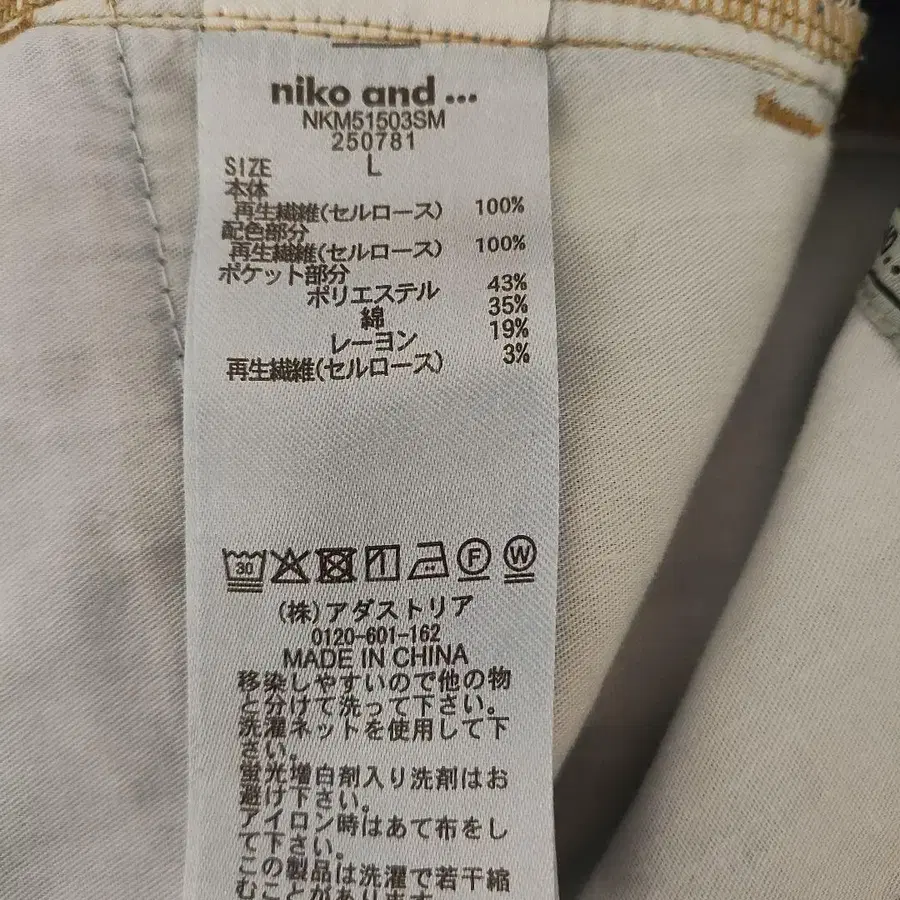 niko and ...
NKM51503SM
250781
SIZE L
本体
再生繊維(セルロース) 100%
配色部分
再生繊維(セルロース) 100%
ポケット部分
ポリエステル 43%
綿 35%
レーヨン 19%
再生繊維(セルロース) 3%
30 F W
(株)アダストリア
0120-601-162
MADE IN CHINA
移染しやすいので他の物
と分けて洗って下さい。
洗濯ネットを使用して下
さい。
蛍光増白剤入り洗剤はお
避け下さい。
アイロン時はあて布をし
て下さい。
この製品は洗濯で若干縮
むことがあります